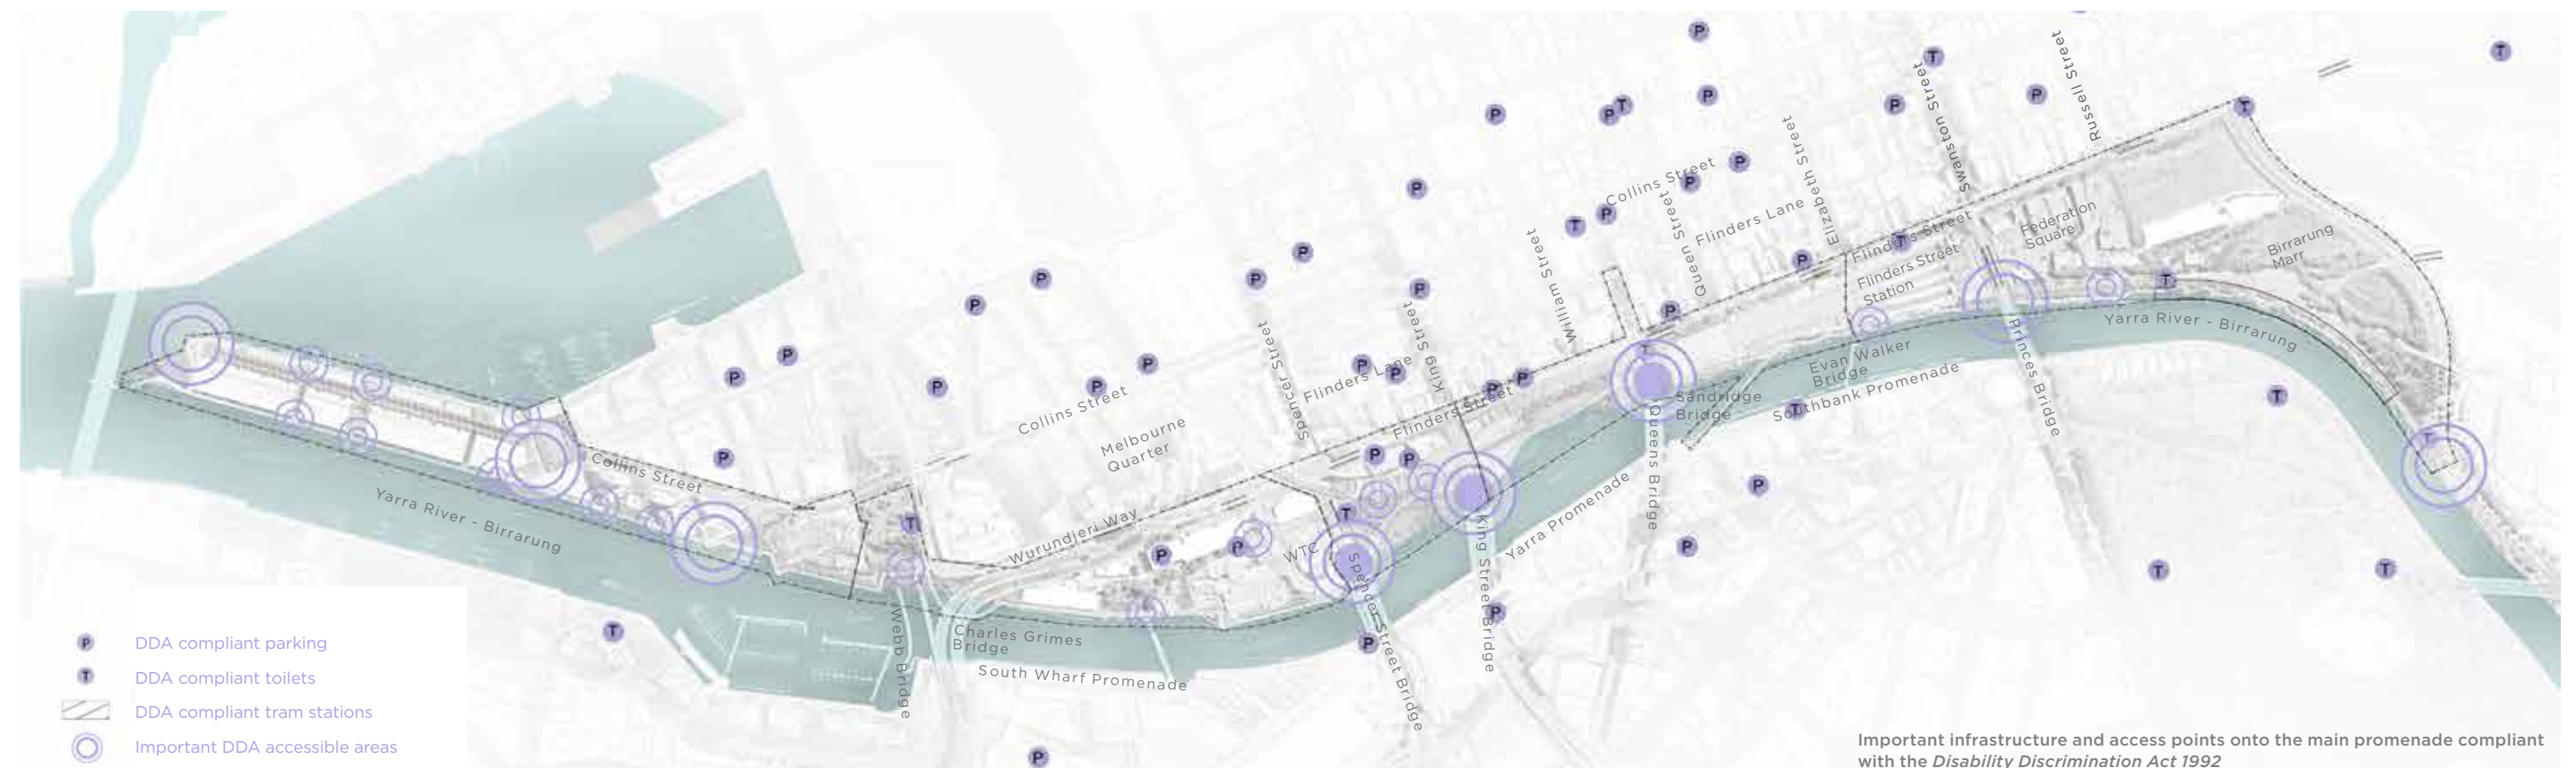 Russell Street
Swanston Street
Elizabeth Street
Collins Street
Queen Street
Flinders Lane
William Street
Flinders Street
Flinders Street
Station
Federation
Square
Birrarung
Marr
Yarra River - Birrarung
Princes Bridge
Evan Walker
Bridge
Southbank Promenade
Sandridge
Bridge
Queens Bridge
Yarra Promenade
King Street
Flinders Lane
Flinders Street
Spencer Street
Collins Street
Melbourne
Quarter
Wurundjeri Way
WTC
King Street Bridge
Spencer Street Bridge
Collins Street
Yarra River - Birrarung
Webb Bridge
Charles Grimes
Bridge
South Wharf Promenade
P DDA compliant parking
T DDA compliant toilets
DDA compliant tram stations
Important DDA accessible areas
Important infrastructure and access points onto the main promenade compliant
with the Disability Discrimination Act 1992